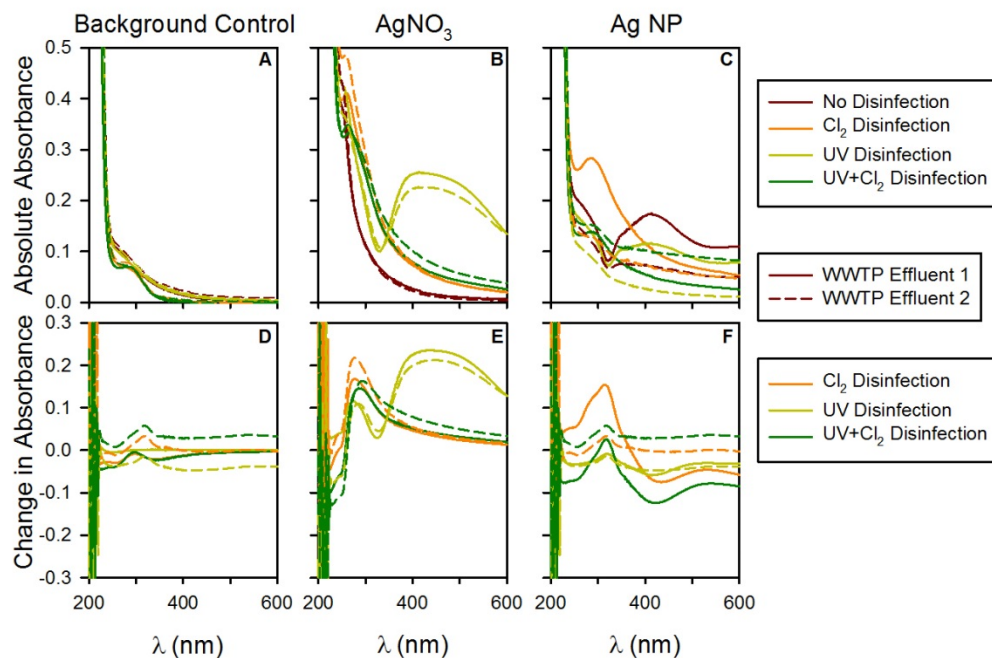 Background Control
AgNO₃
Ag NP
Absolute Absorbance
0.5
0.4
0.3
0.2
0.1
0.0
A
B
C
No Disinfection
Cl₂ Disinfection
UV Disinfection
UV+Cl₂ Disinfection
WWTP Effluent 1
WWTP Effluent 2
Change in Absorbance
0.3
0.2
0.1
0.0
-0.1
-0.2
-0.3
D
E
F
Cl₂ Disinfection
UV Disinfection
UV+Cl₂ Disinfection
200 400 600
200 400 600
200 400 600
λ (nm)
λ (nm)
λ (nm)